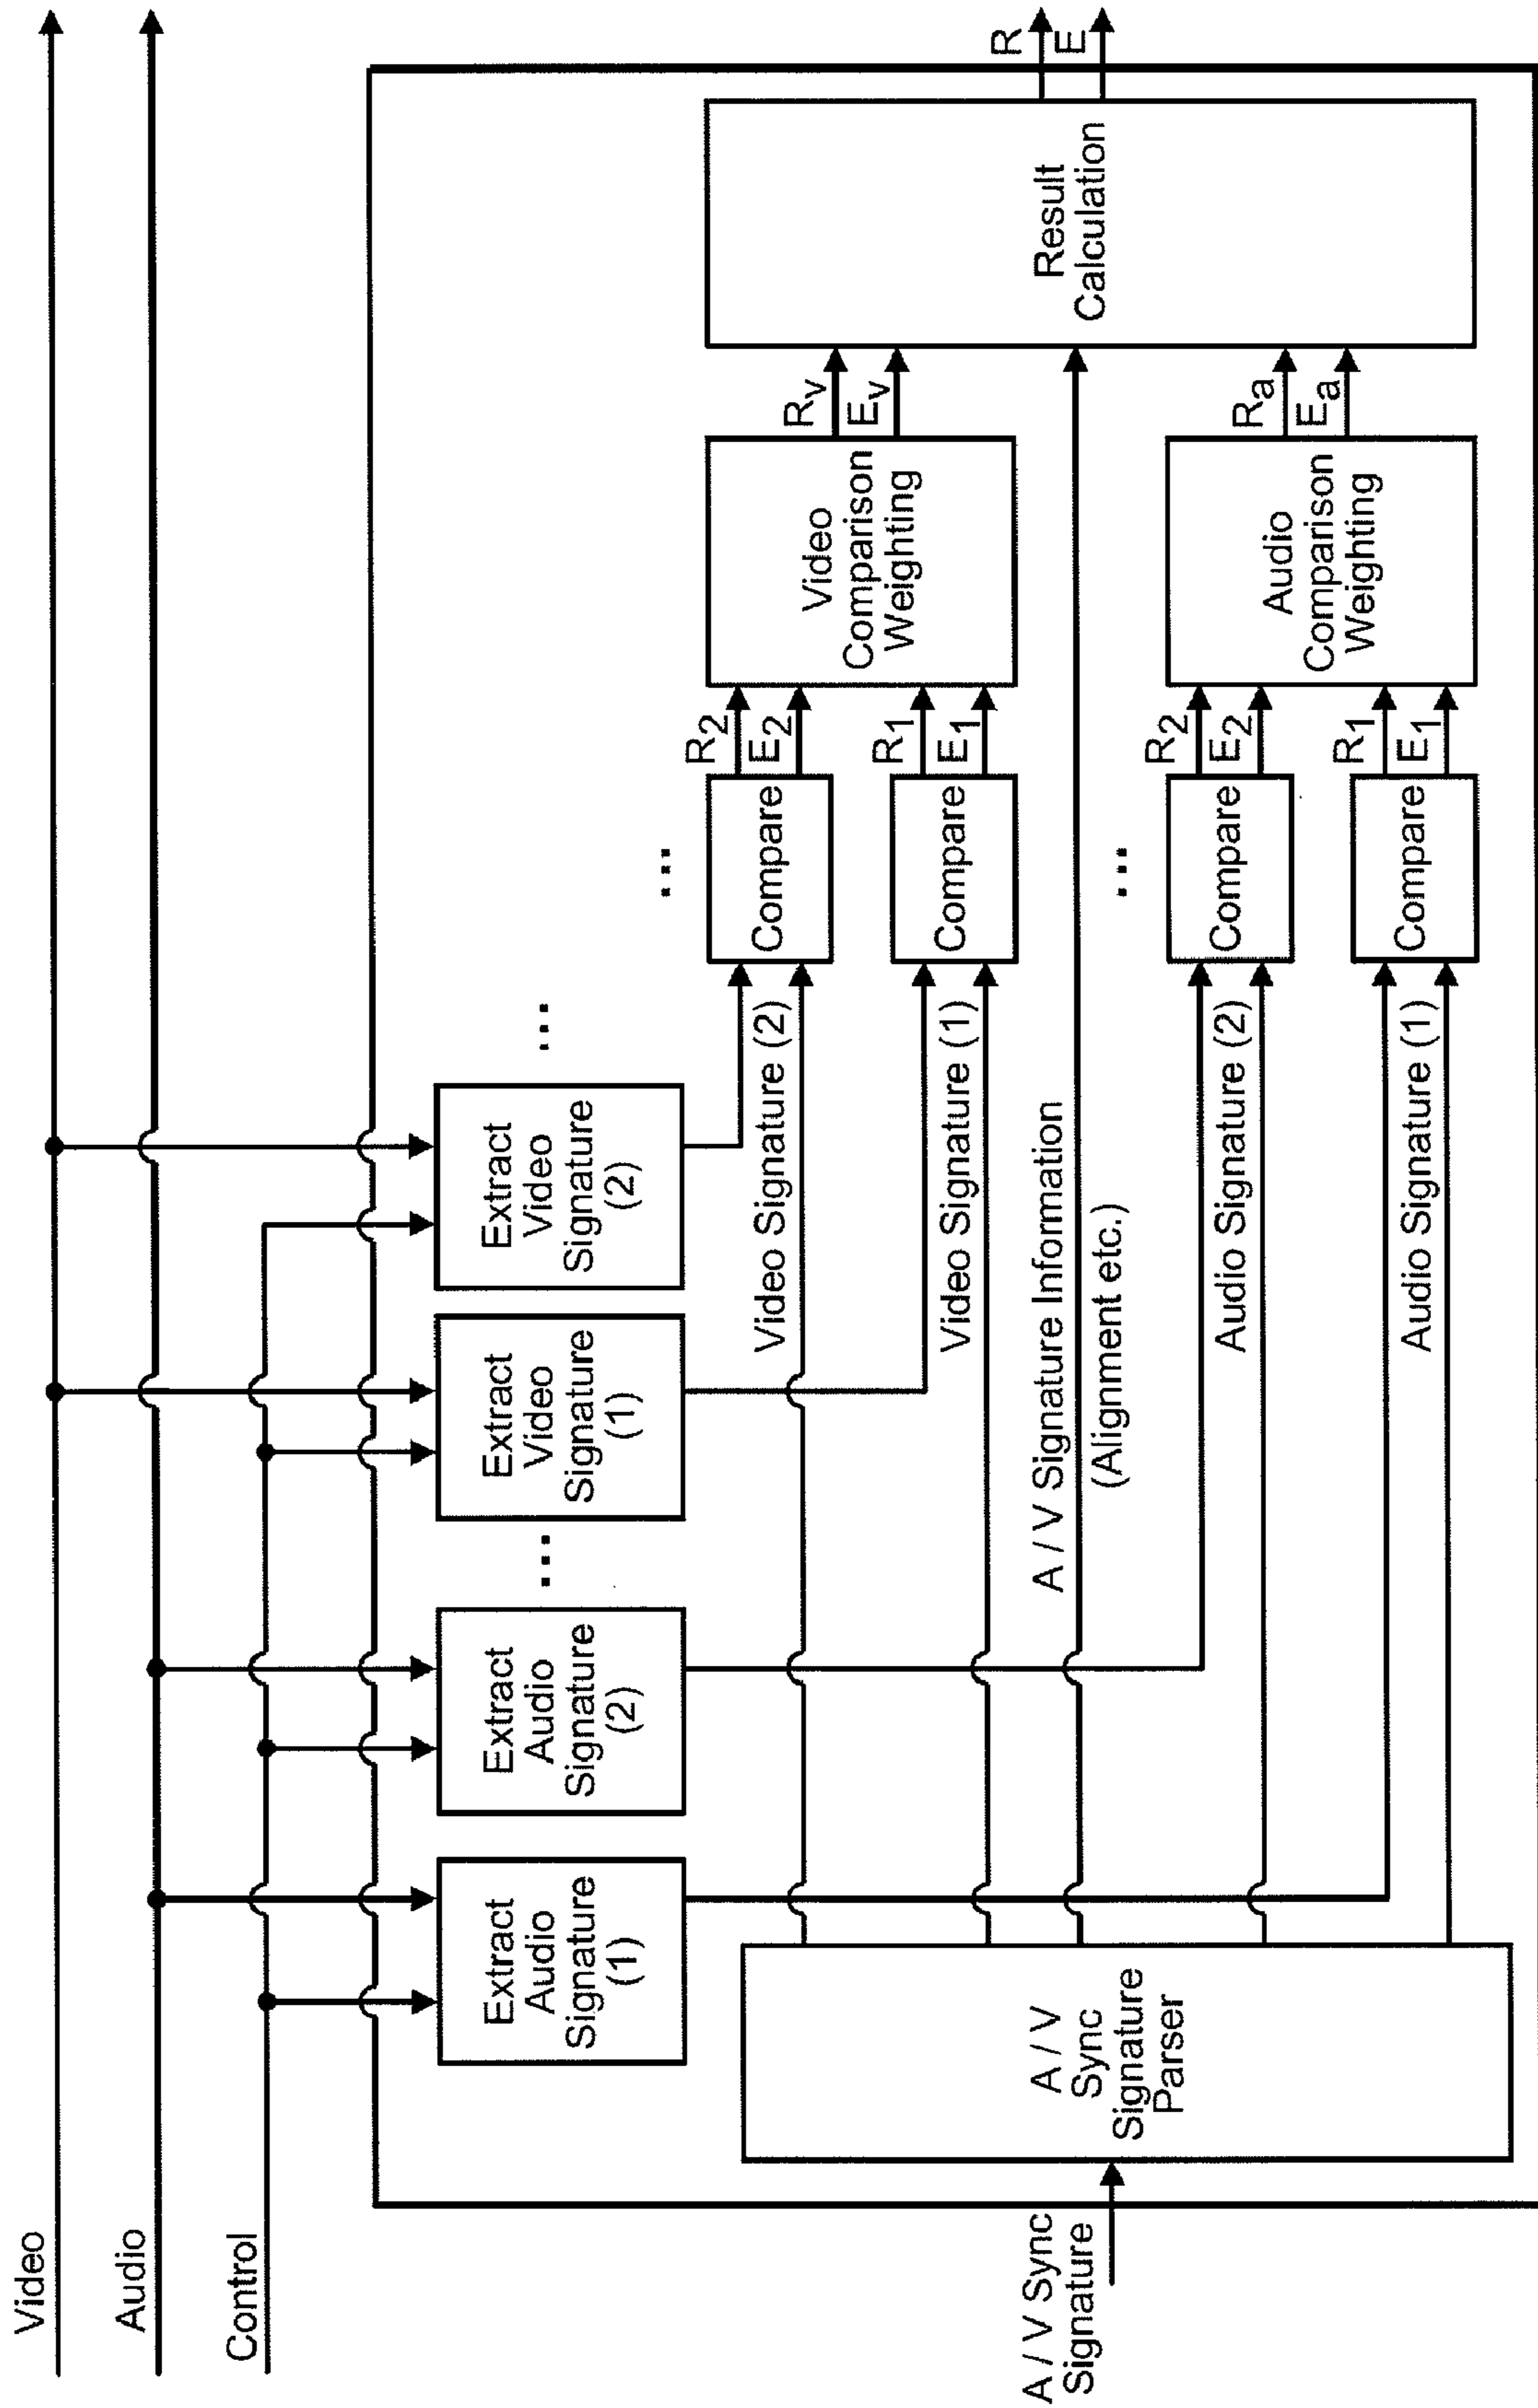 Video
Audio
Control
Extract
Audio
Signature
(1)
Extract
Audio
Signature
(2)
...
Extract
Video
Signature
(1)
Extract
Video
Signature
(2)
...
A / V Sync
Signature
A / V
Sync
Signature
Parser
Video Signature (2)
Video Signature (1)
A / V Signature Information
(Alignment etc.)
Audio Signature (2)
Audio Signature (1)
...
Compare
R2
E2
Compare
R1
E1
...
Compare
R2
E2
Compare
R1
E1
Video
Comparison
Weighting
Rv
Ev
Audio
Comparison
Weighting
Ra
Ea
Result
Calculation
R
E